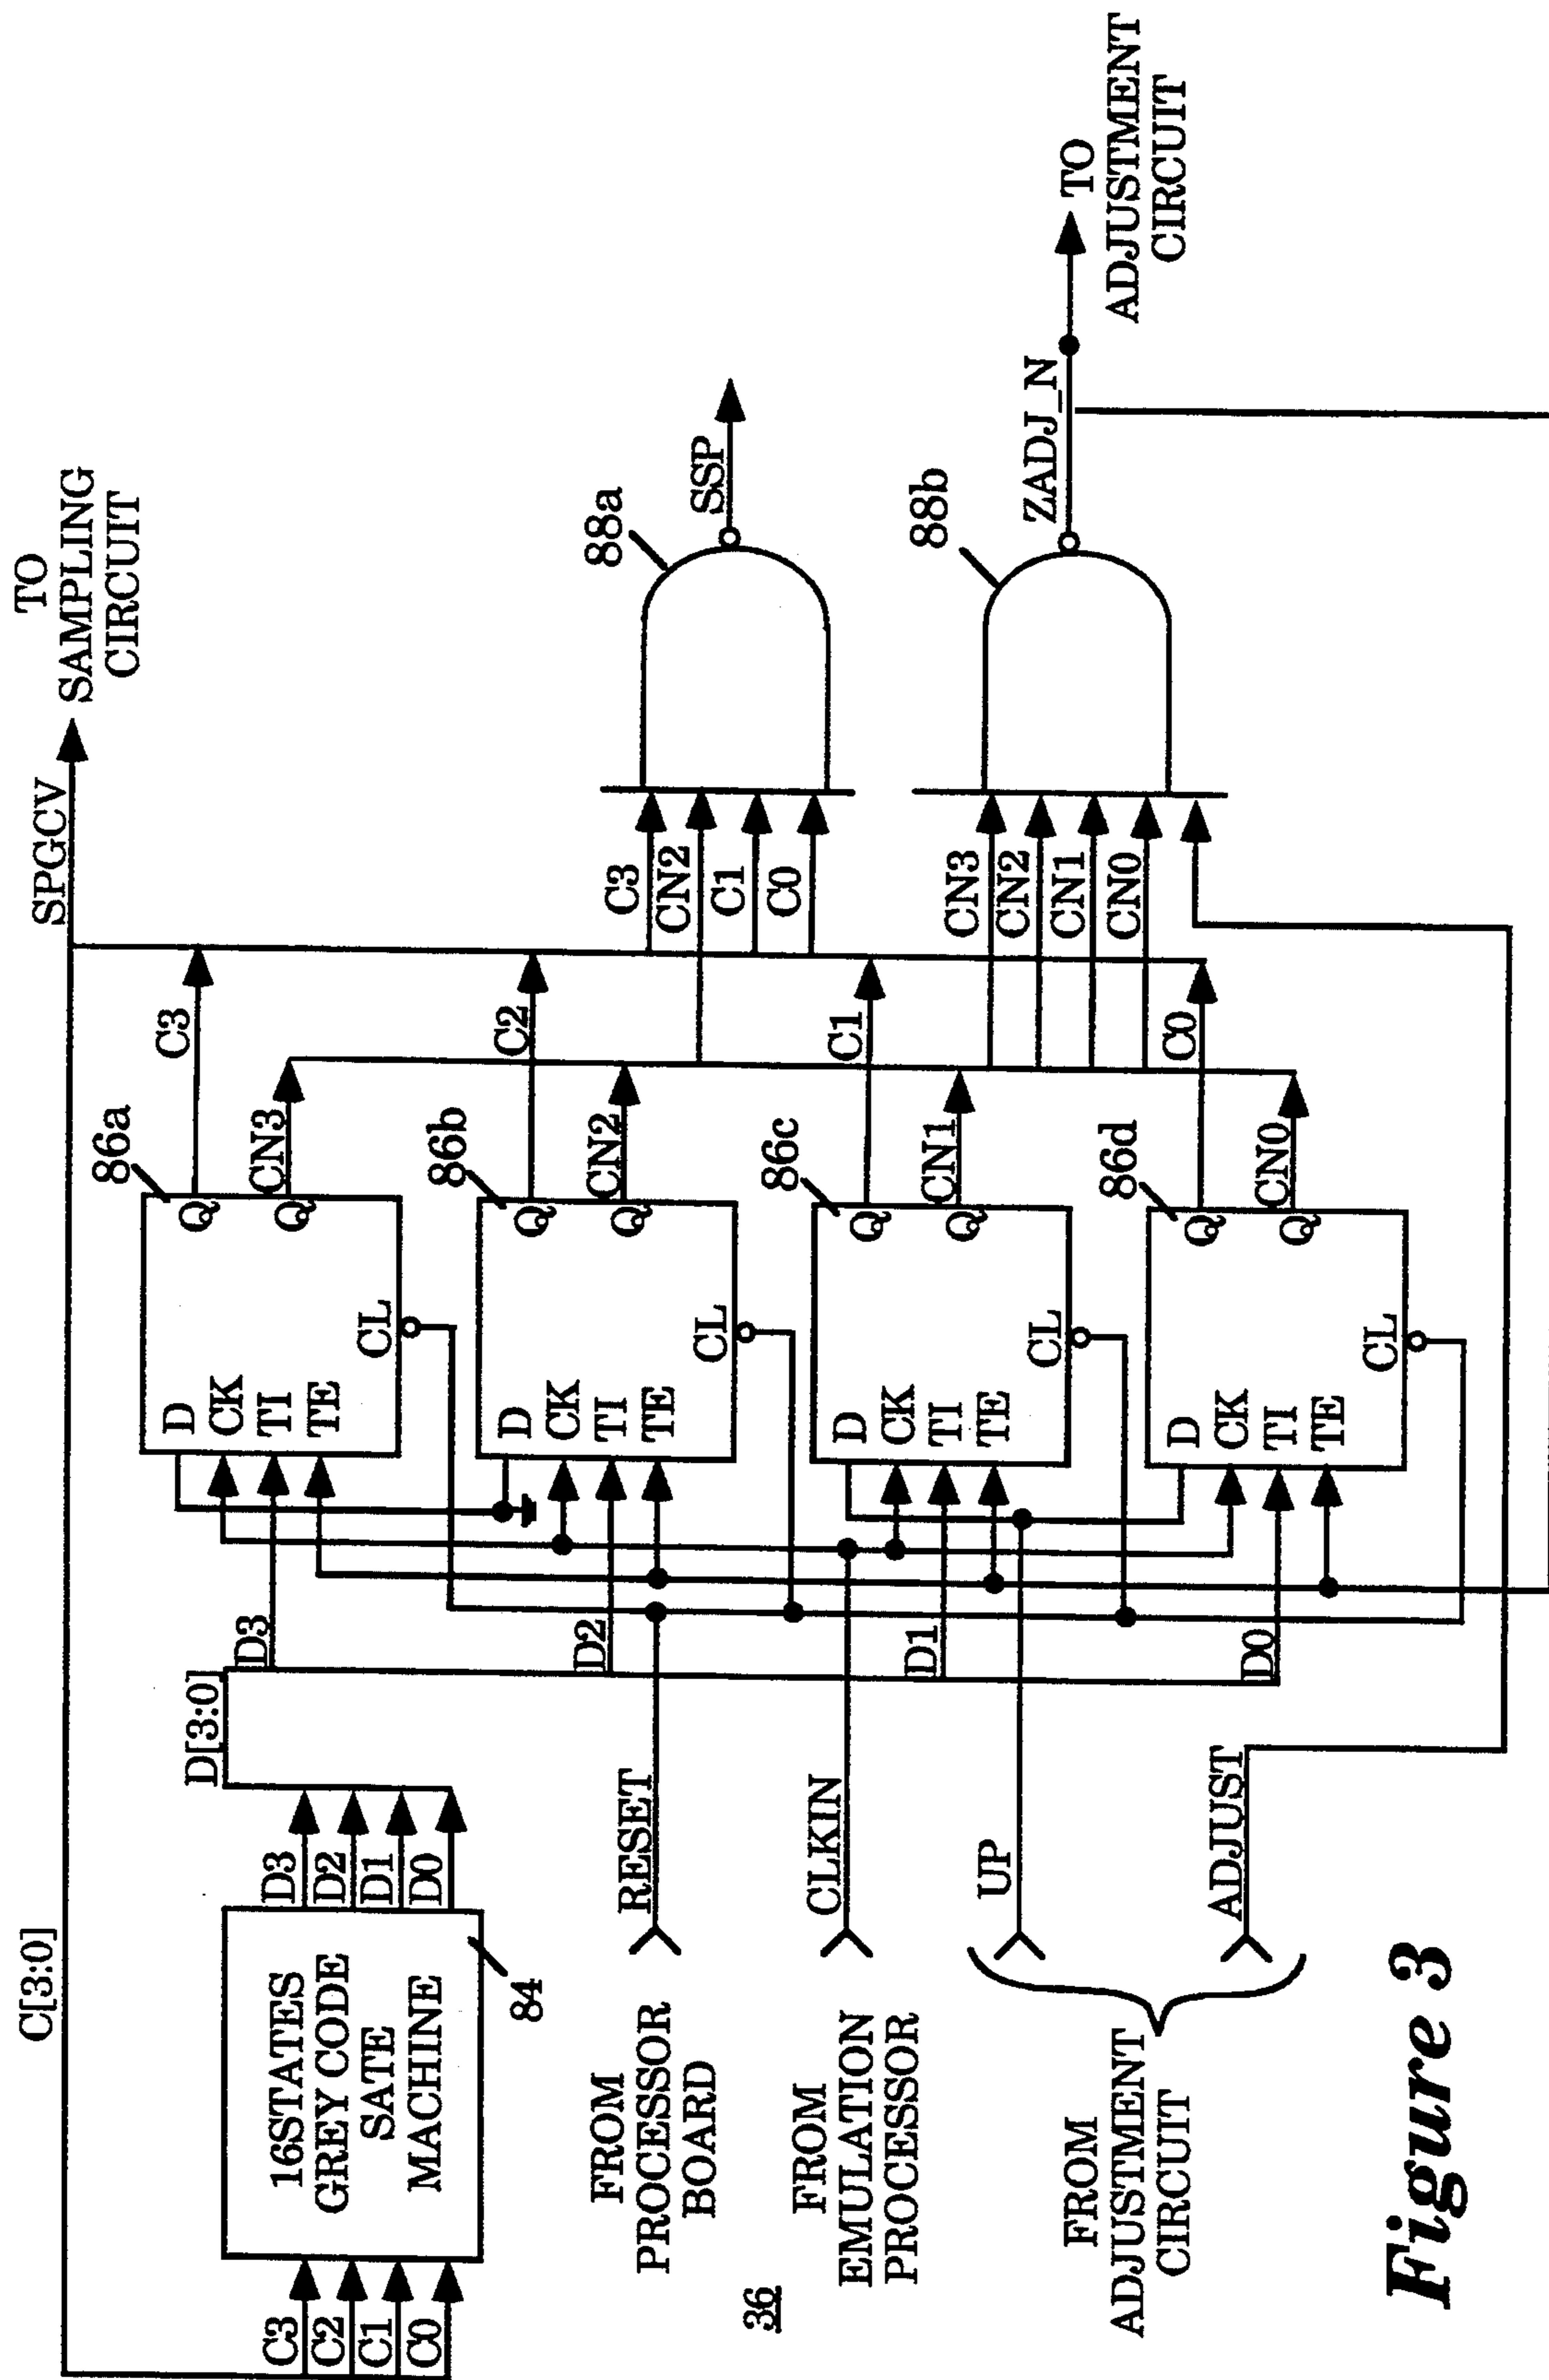 C[3:0]
SPGCV
TO
SAMPLING
CIRCUIT
C3
C2
C1
C0
16STATES
GREY CODE
SATE
MACHINE
84
D3
D2
D1
D0
D[3:0]
D3
D2
D1
D0
86a
D
CK
TI
TE
Q
Q
CL
C3
CN3
86b
D
CK
TI
TE
Q
Q
CL
C2
CN2
86c
D
CK
TI
TE
Q
Q
CL
C1
CN1
86d
D
CK
TI
TE
Q
Q
CL
C0
CN0
C3
CN2
C1
C0
88a
SSP
CN3
CN2
CN1
CN0
88b
ZADJ_N
TO
ADJUSTMENT
CIRCUIT
FROM
PROCESSOR
BOARD
RESET
36
FROM
EMULATION
PROCESSOR
CLKIN
FROM
ADJUSTMENT
CIRCUIT
UP
ADJUST
Figure 3